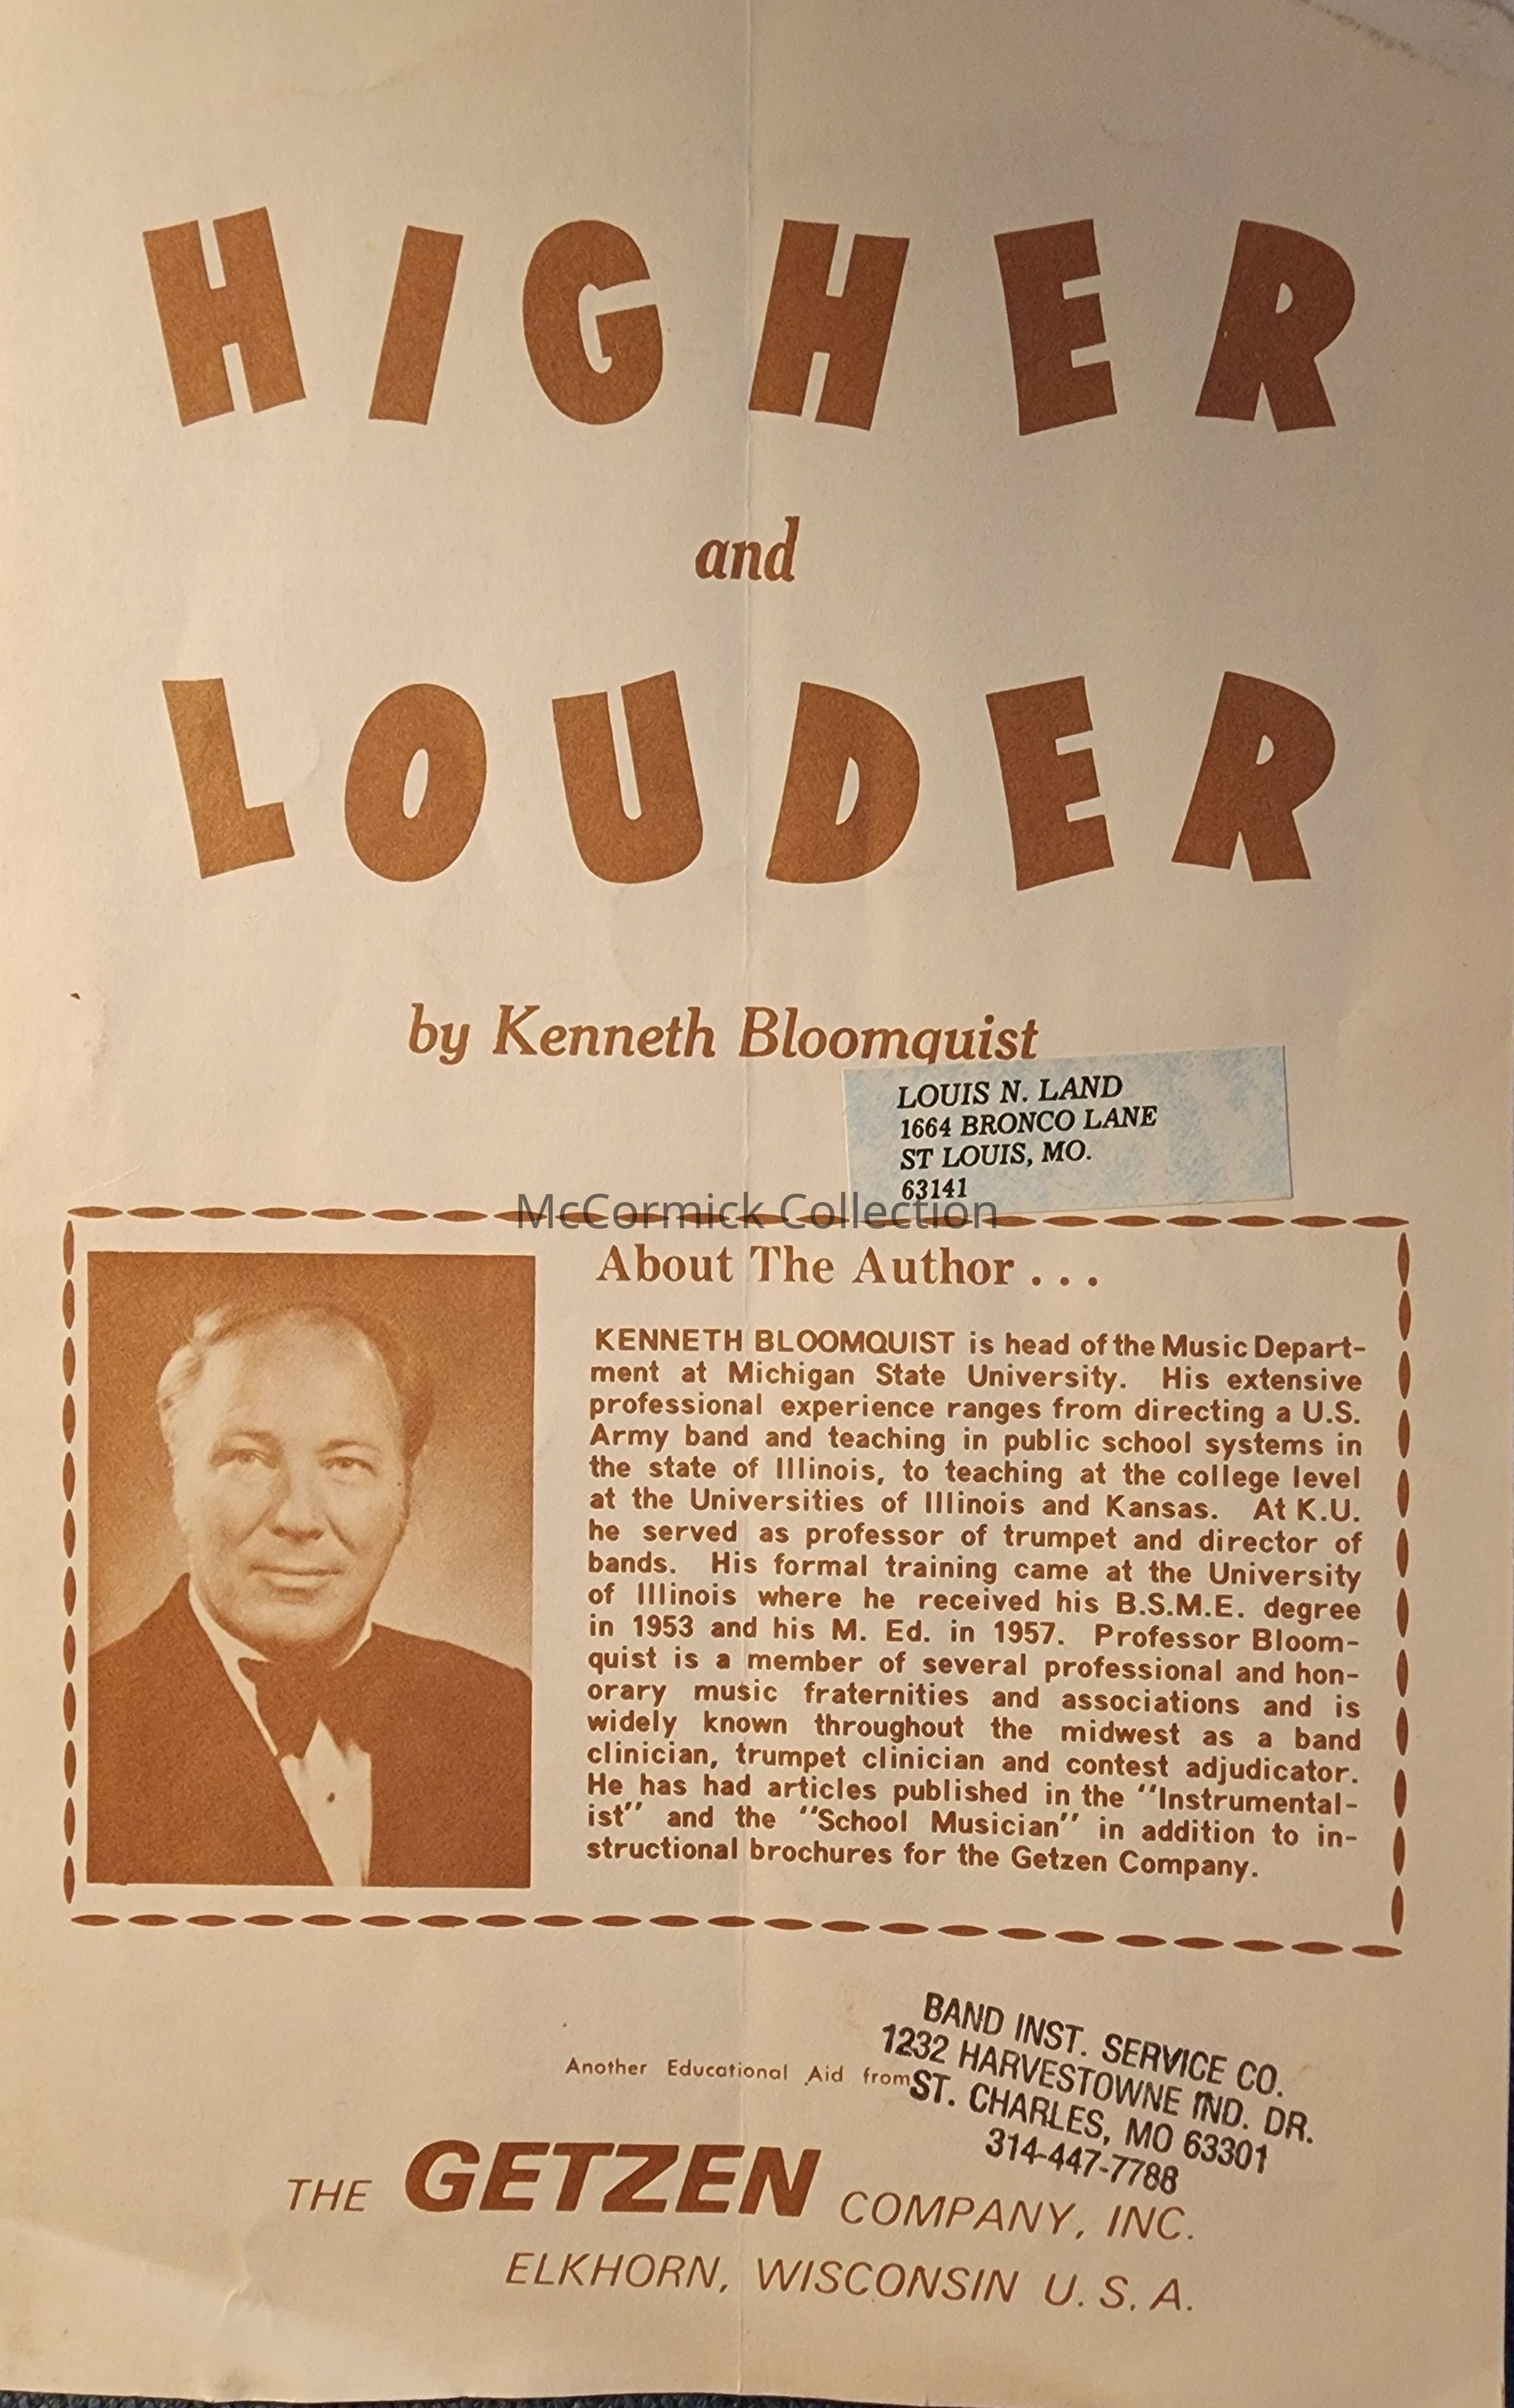 HIGHER
and
LOUDER
by Kenneth Bloomquist
LOUIS N. LAND
1664 BRONCO LANE
ST LOUIS, MO.
63141
McCormick Collection
About The Author . . .
KENNETH BLOOMQUIST is head of the Music Depart-
ment at Michigan State University. His extensive
professional experience ranges from directing a U.S.
Army band and teaching in public school systems in
the state of Illinois, to teaching at the college level
at the Universities of Illinois and Kansas. At K.U.
he served as professor of trumpet and director of
bands. His formal training came at the University
of Illinois where he received his B.S.M.E. degree
in 1953 and his M. Ed. in 1957. Professor Bloom-
quist is a member of several professional and hon-
orary music fraternities and associations and is
widely known throughout the midwest as a band
clinician, trumpet clinician and contest adjudicator.
He has had articles published in the "Instrumental-
ist" and the "School Musician" in addition to in-
structional brochures for the Getzen Company.
BAND INST. SERVICE CO.
1232 HARVESTOWNE IND. DR.
ST. CHARLES, MO 63301
314-447-7788
Another Educational Aid from
THE GETZEN COMPANY, INC.
ELKHORN, WISCONSIN U. S. A.